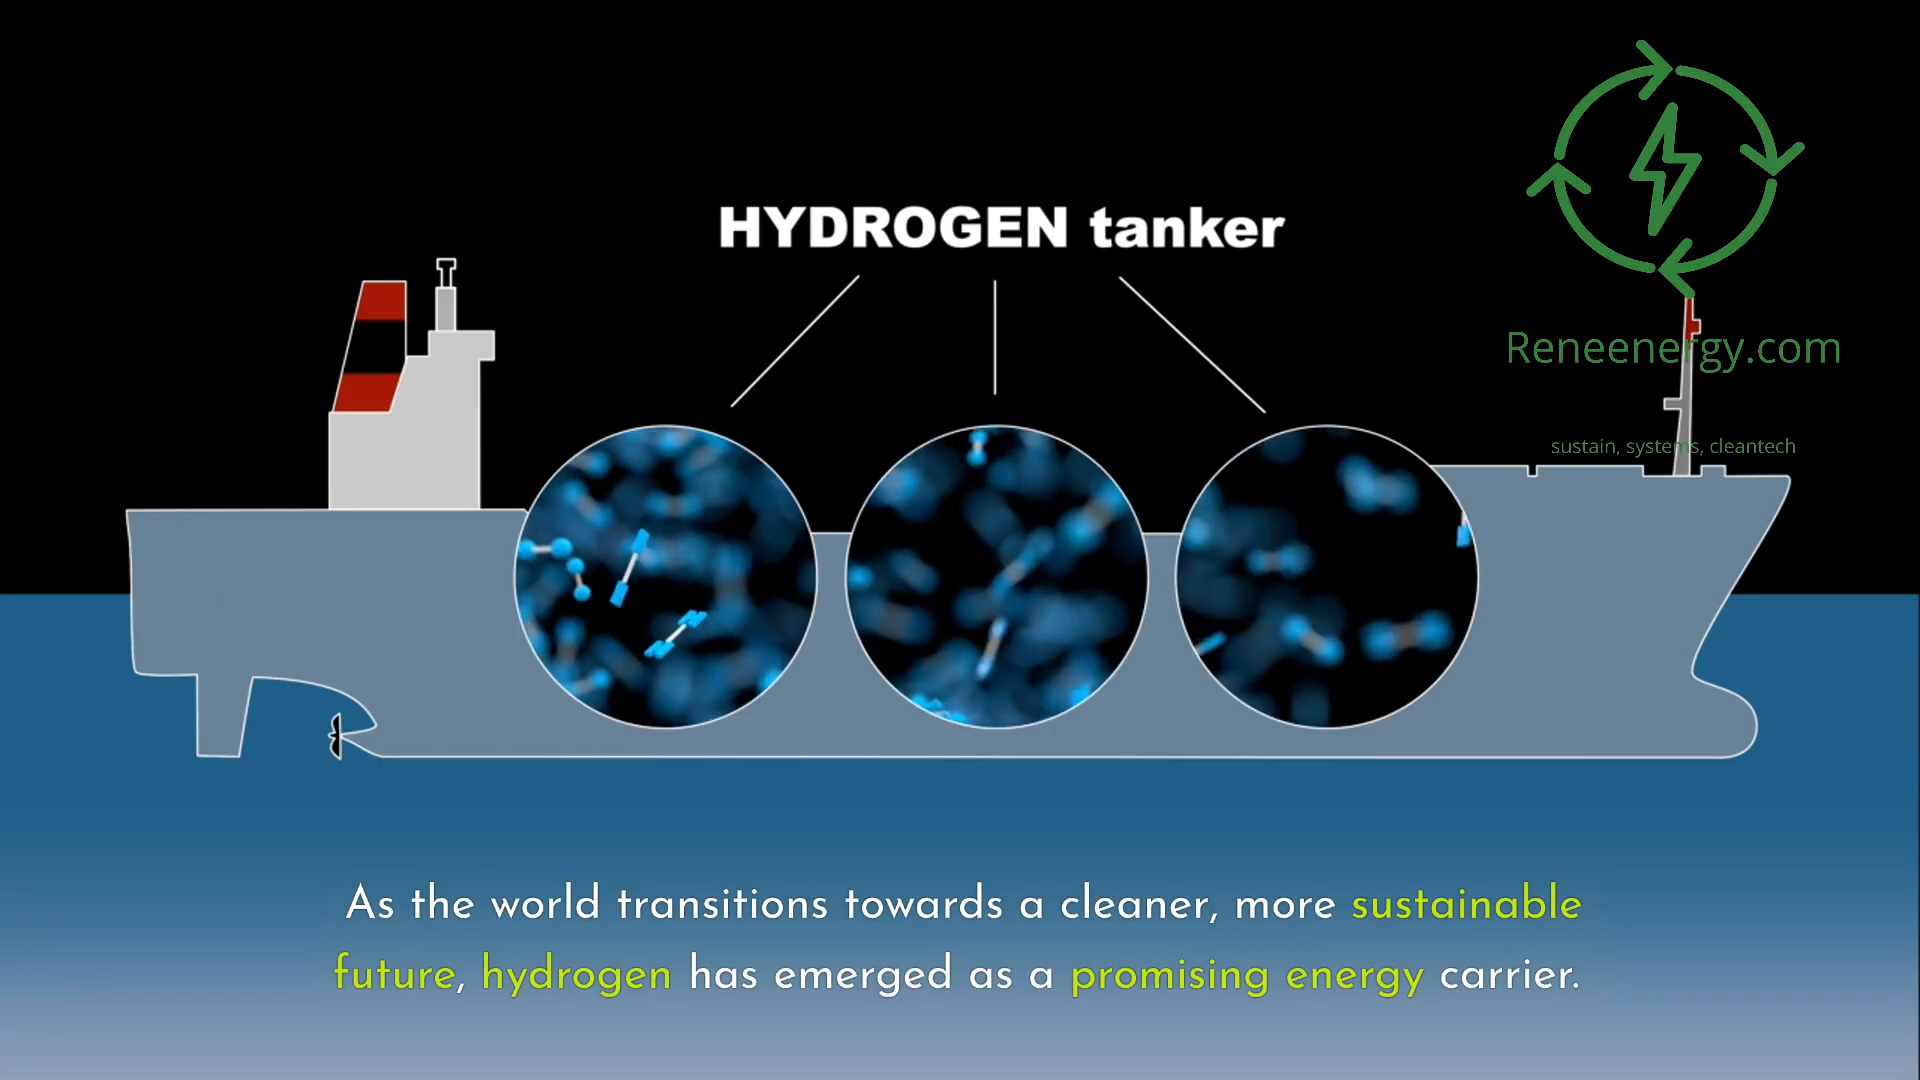 HYDROGEN tanker
Reneenergy.com
sustain, systems, cleantech
As the world transitions towards a cleaner, more sustainable
future, hydrogen has emerged as a promising energy carrier.